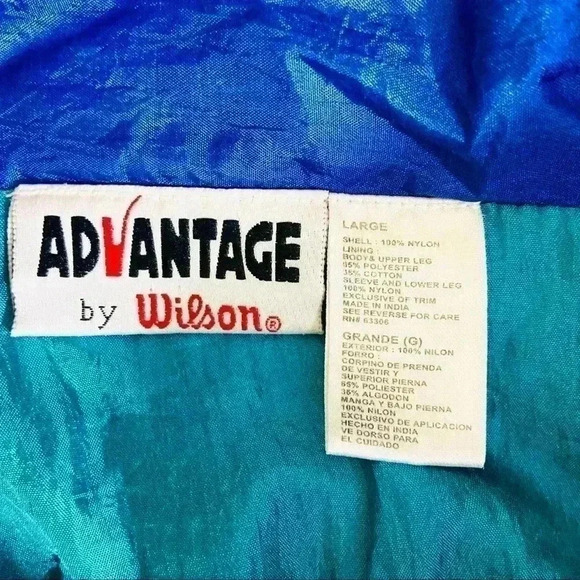 ADVANTAGE
by Wilson®
LARGE
SHELL : 100% NYLON
LINING :
BODY& UPPER LEG
65% POLYESTER
35% COTTON
SLEEVE AND LOWER LEG
100% NYLON
EXCLUSIVE OF TRIM
MADE IN INDIA
SEE REVERSE FOR CARE
RN# 63306
GRANDE (G)
EXTERIOR : 100% NILON
FORRO :
CORPINO DE PRENDA
DE VESTIR Y
SUPERIOR PIERNA
65% POLIESTER
35% ALGODON
MANGA Y BAJO PIERNA
100% NILON
EXCLUSIVO DE APLICACION
HECHO EN INDIA
VE DORSO PARA
EL CUIDADO